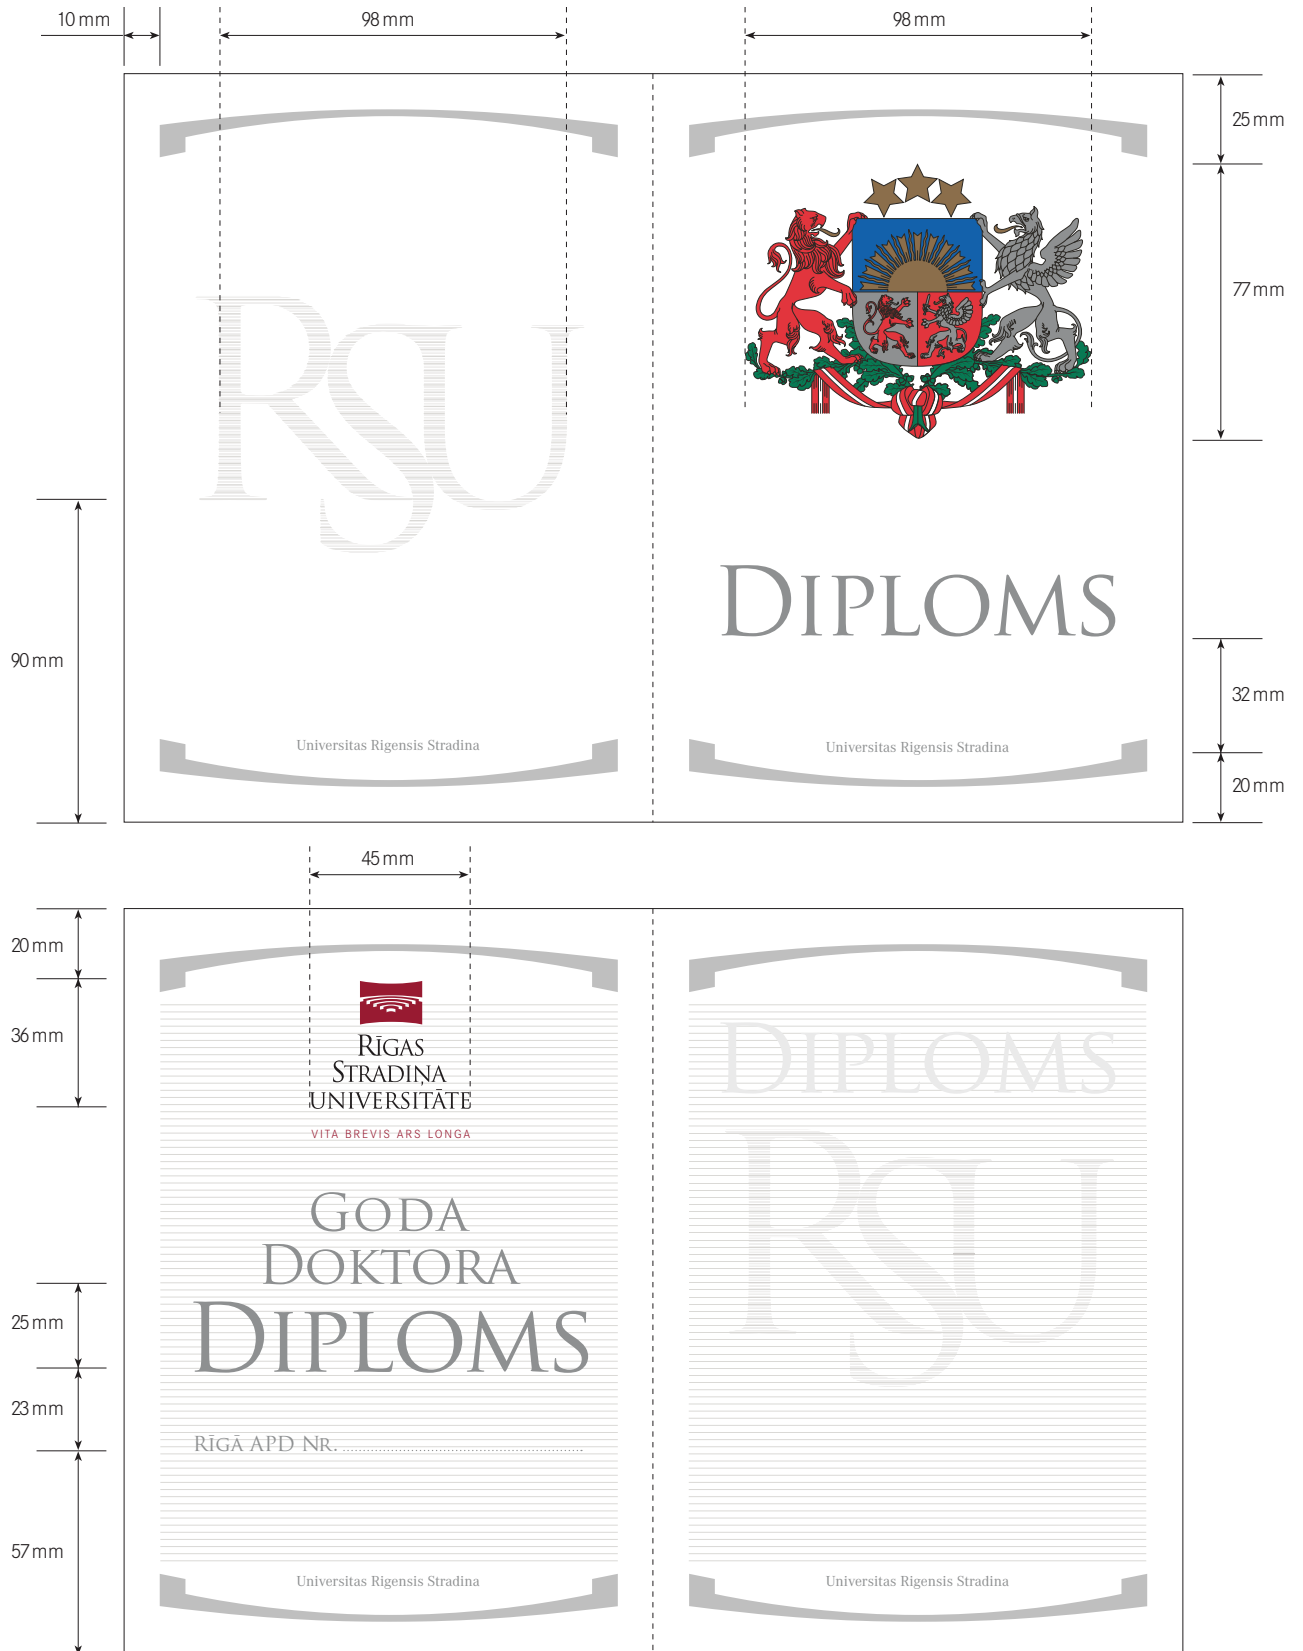 10 mm
98 mm
98 mm
25 mm
77 mm
RSU
DIPLOMS
90 mm
32 mm
Universitas Rigensis Stradina
Universitas Rigensis Stradina
20 mm
45 mm
20 mm
36 mm
RĪGAS
STRADIŅA
UNIVERSITĀTE
VITA BREVIS ARS LONGA
DIPLOMS
RSU
GODA
DOKTORA
DIPLOMS
25 mm
23 mm
RĪGĀ APD NR. ............................................................
57 mm
Universitas Rigensis Stradina
Universitas Rigensis Stradina